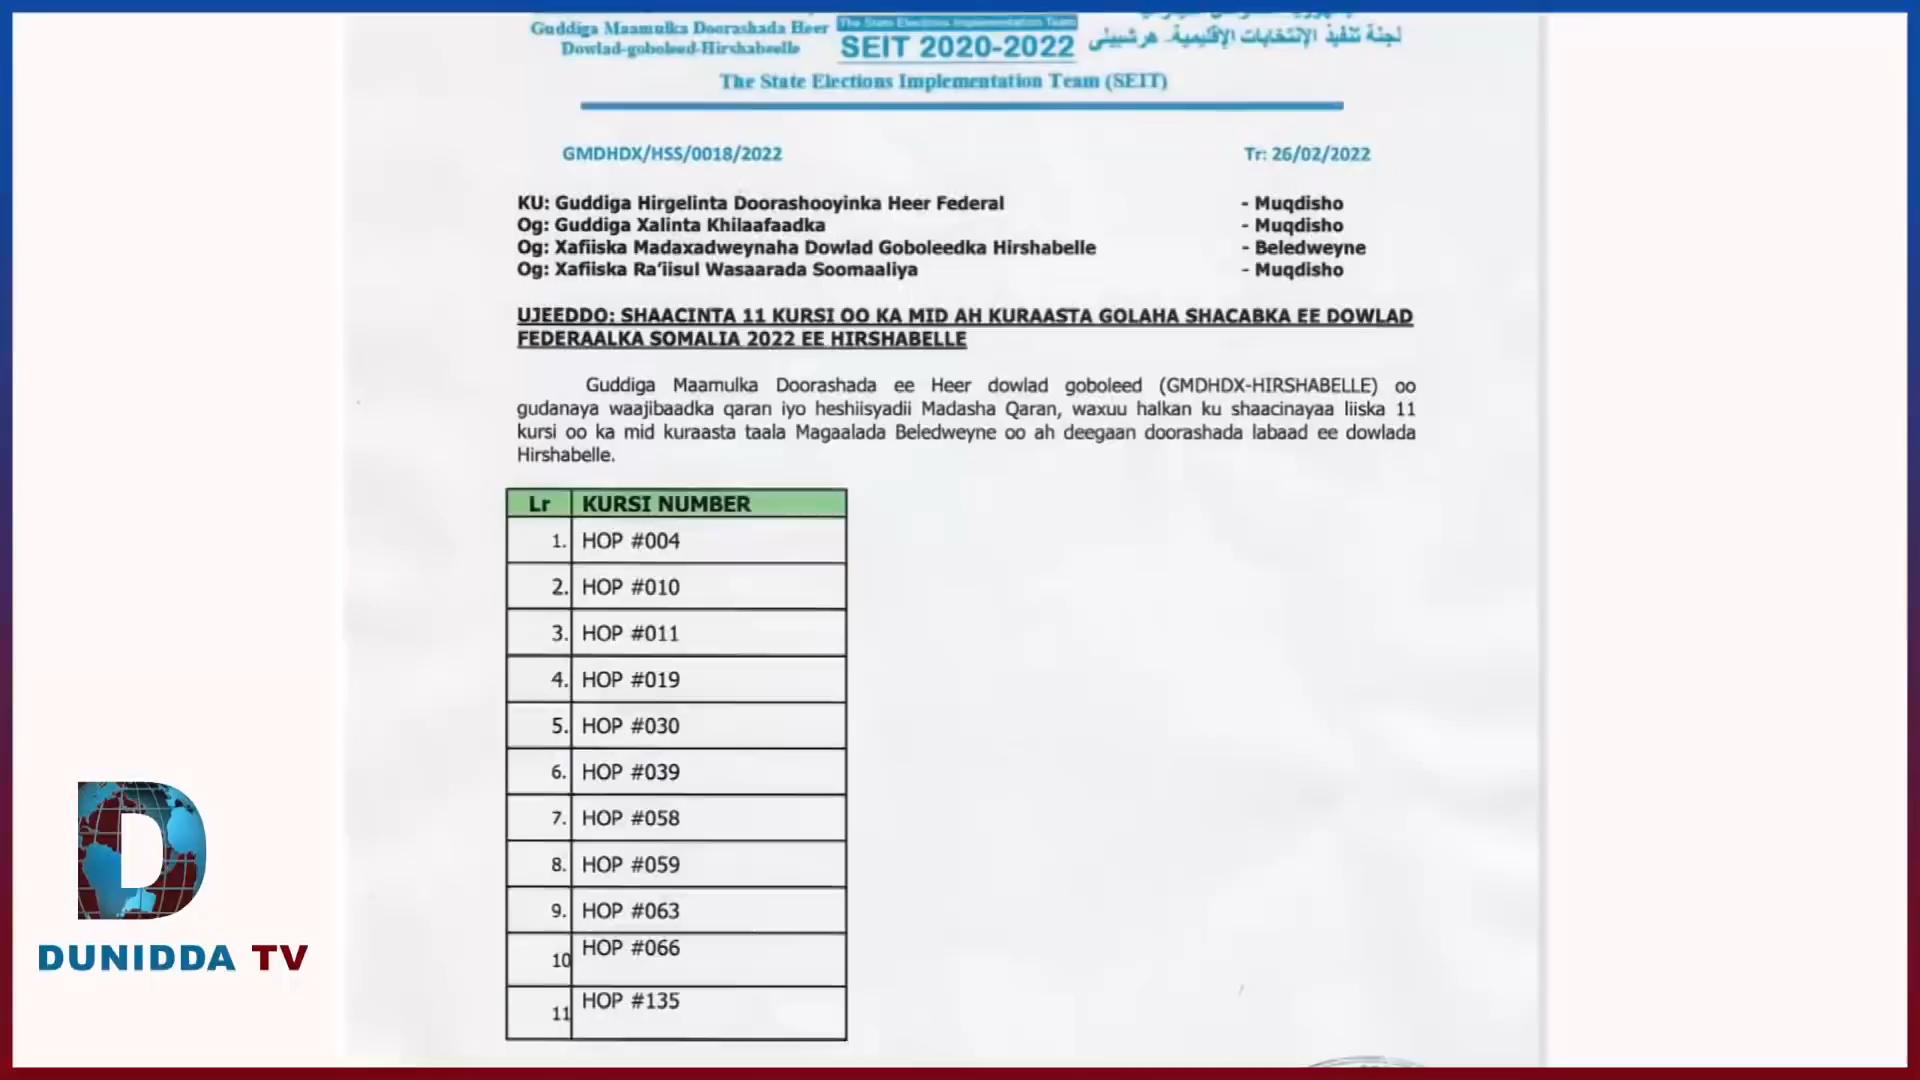 Guddiga Maamulka Doorashada Heer
Dowlad-goboleed-Hirshabeelle
The State Elections Implementation Team
SEIT 2020-2022
لجنة تنفيذ الإنتخابات الإقليمية. هرشبيلى
The State Elections Implementation Team (SEIT)
GMDHDX/HSS/0018/2022
Tr: 26/02/2022
KU: Guddiga Hirgelinta Doorashooyinka Heer Federal - Muqdisho
Og: Guddiga Xalinta Khilaafaadka - Muqdisho
Og: Xafiiska Madaxadweynaha Dowlad Goboleedka Hirshabelle - Beledweyne
Og: Xafiiska Ra’iisul Wasaarada Soomaaliya - Muqdisho
UJEEDDO: SHAACINTA 11 KURSI OO KA MID AH KURAASTA GOLAHA SHACABKA EE DOWLAD
FEDERAALKA SOMALIA 2022 EE HIRSHABELLE
Guddiga Maamulka Doorashada ee Heer dowlad goboleed (GMDHDX-HIRSHABELLE) oo
gudanaya waajibaadka qaran iyo heshiisyadii Madasha Qaran, waxuu halkan ku shaacinayaa liiska 11
kursi oo ka mid kuraasta taala Magaalada Beledweyne oo ah deegaan doorashada labaad ee dowlada
Hirshabelle.
Lr KURSI NUMBER
1. HOP #004
2. HOP #010
3. HOP #011
4. HOP #019
5. HOP #030
6. HOP #039
7. HOP #058
8. HOP #059
9. HOP #063
10 HOP #066
11 HOP #135
D
DUNIDDA TV